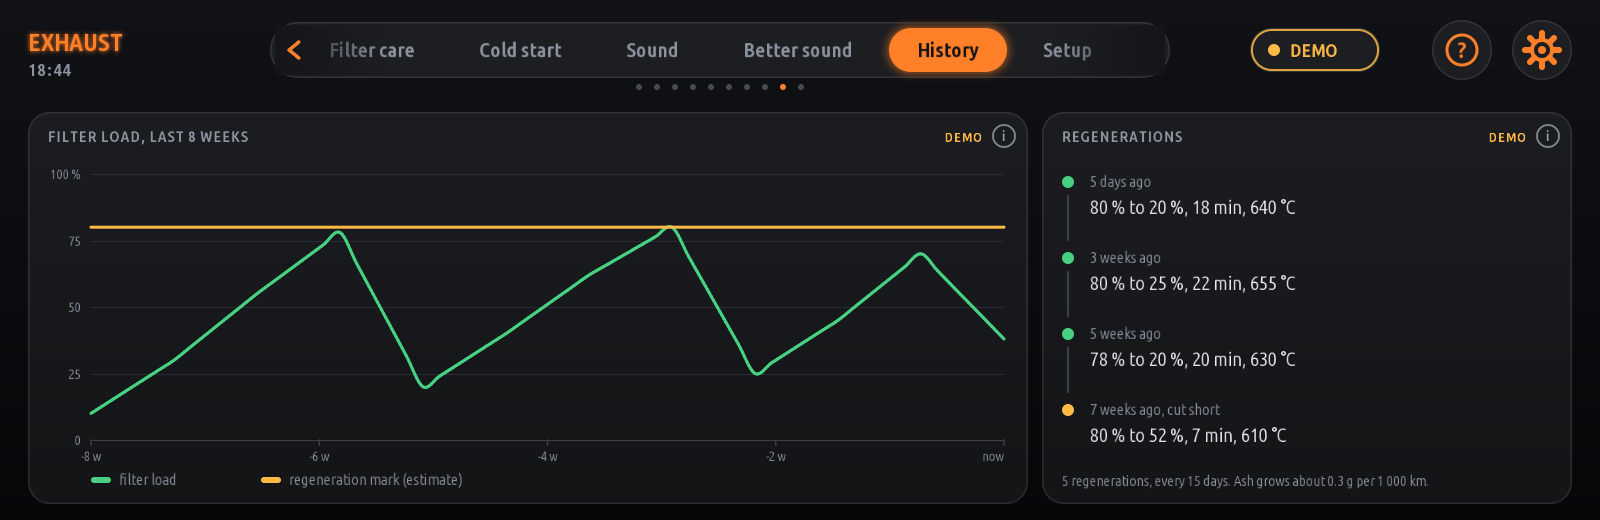 EXHAUST
18:44
Filter care
Cold start
Sound
Better sound
History
Setup
DEMO
?
FILTER LOAD, LAST 8 WEEKS
DEMO
i
100 %
75
50
25
0
-8 w
-6 w
-4 w
-2 w
now
filter load
regeneration mark (estimate)
REGENERATIONS
DEMO
i
5 days ago
80 % to 20 %, 18 min, 640 °C
3 weeks ago
80 % to 25 %, 22 min, 655 °C
5 weeks ago
78 % to 20 %, 20 min, 630 °C
7 weeks ago, cut short
80 % to 52 %, 7 min, 610 °C
5 regenerations, every 15 days. Ash grows about 0.3 g per 1 000 km.